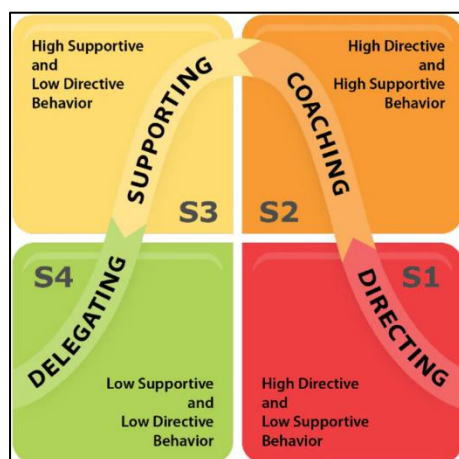 High Supportive
and
Low Directive
Behavior
SUPPORTING
S3
High Directive
and
High Supportive
Behavior
COACHING
S2
S4
DELEGATING
Low Supportive
and
Low Directive
Behavior
S1
DIRECTING
High Directive
and
Low Supportive
Behavior